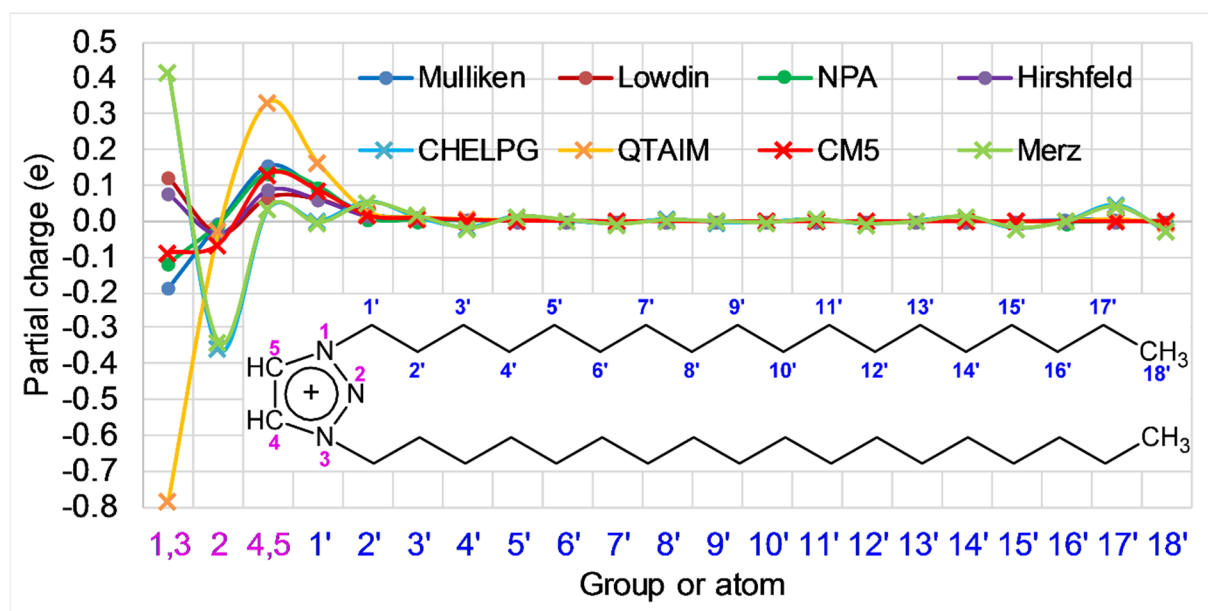 0.5
0.4
0.3
0.2
0.1
0.0
-0.1
-0.2
-0.3
-0.4
-0.5
-0.6
-0.7
-0.8
Partial charge (e)
Mulliken Lowdin NPA Hirshfeld
CHELPG QTAIM CM5 Merz
1' 3' 5' 7' 9' 11' 13' 15' 17'
1
5
HC N
2' 4' 6' 8' 10' 12' 14' 16' 18'
CH3
2
+ N
HC N
4 3
CH3
1,3 2 4,5 1' 2' 3' 4' 5' 6' 7' 8' 9' 10' 11' 12' 13' 14' 15' 16' 17' 18'
Group or atom